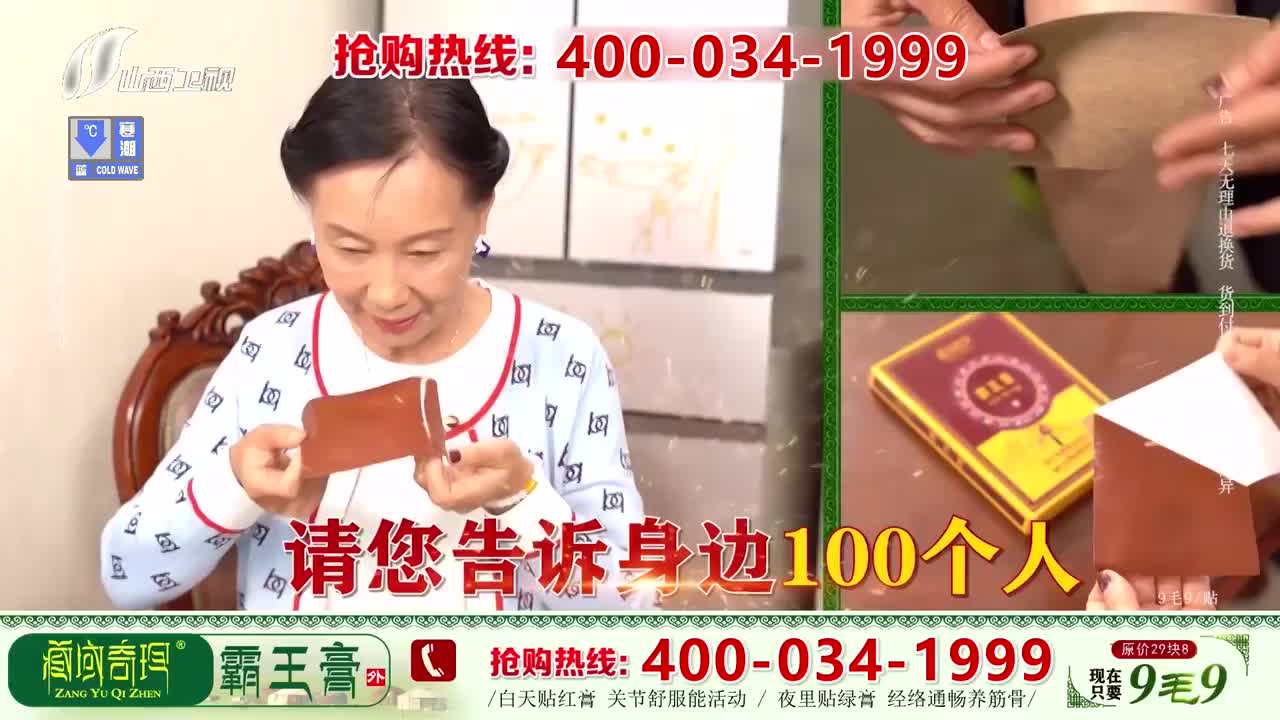 山西卫视
抢购热线：400-034-1999
℃
寒潮
蓝 COLD WAVE
广告 七天无理由退换货 货到付
异
请您告诉身边100个人
9毛9/贴
藏域奇珍®
ZANG YU QI ZHEN
霸王膏 外
抢购热线：400-034-1999
/白天贴红膏 关节舒服能活动 / 夜里贴绿膏 经络通畅养筋骨/
原价29块8
现在只要 9毛9